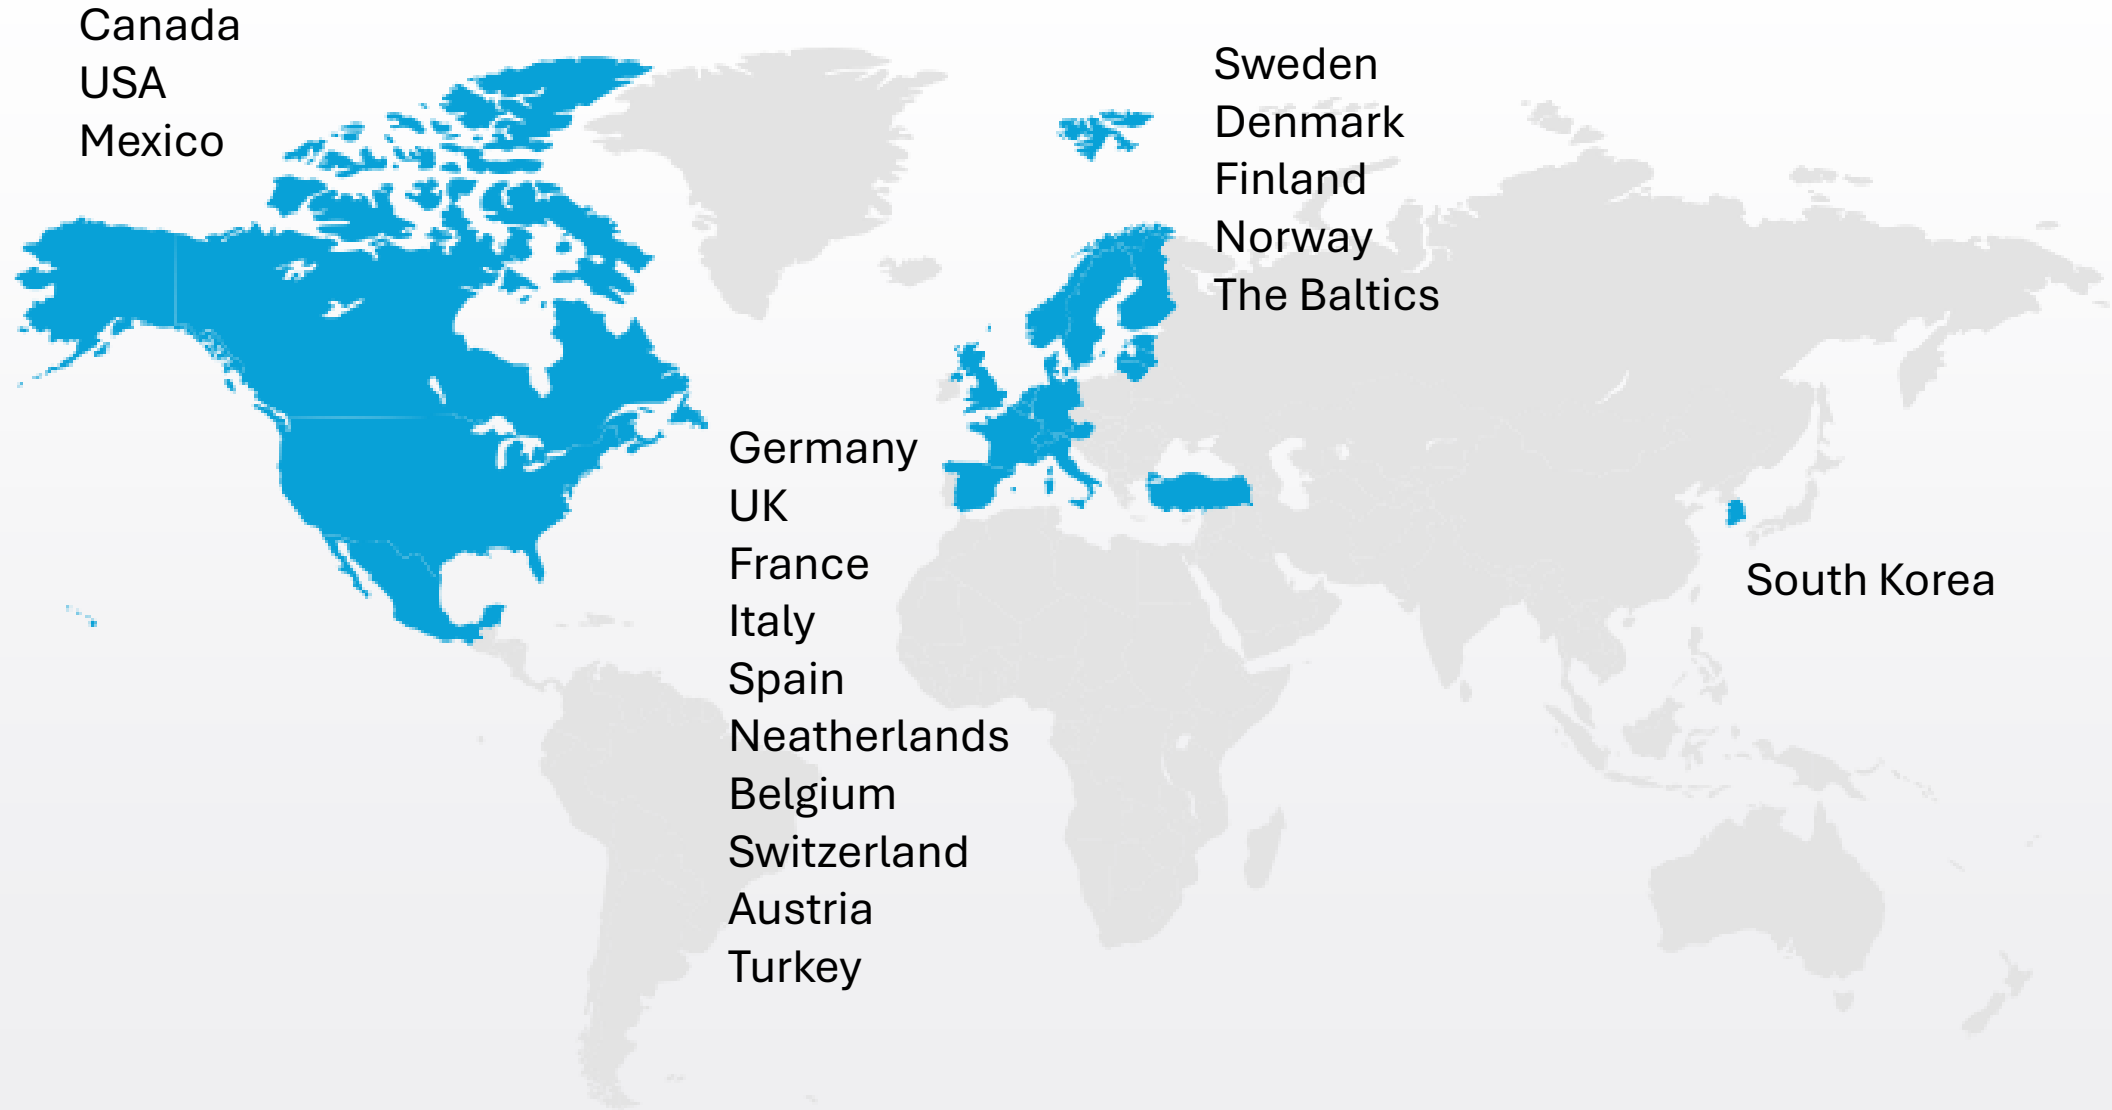 Canada
USA
Mexico
Sweden
Denmark
Finland
Norway
The Baltics
Germany
UK
France
Italy
Spain
Neatherlands
Belgium
Switzerland
Austria
Turkey
South Korea